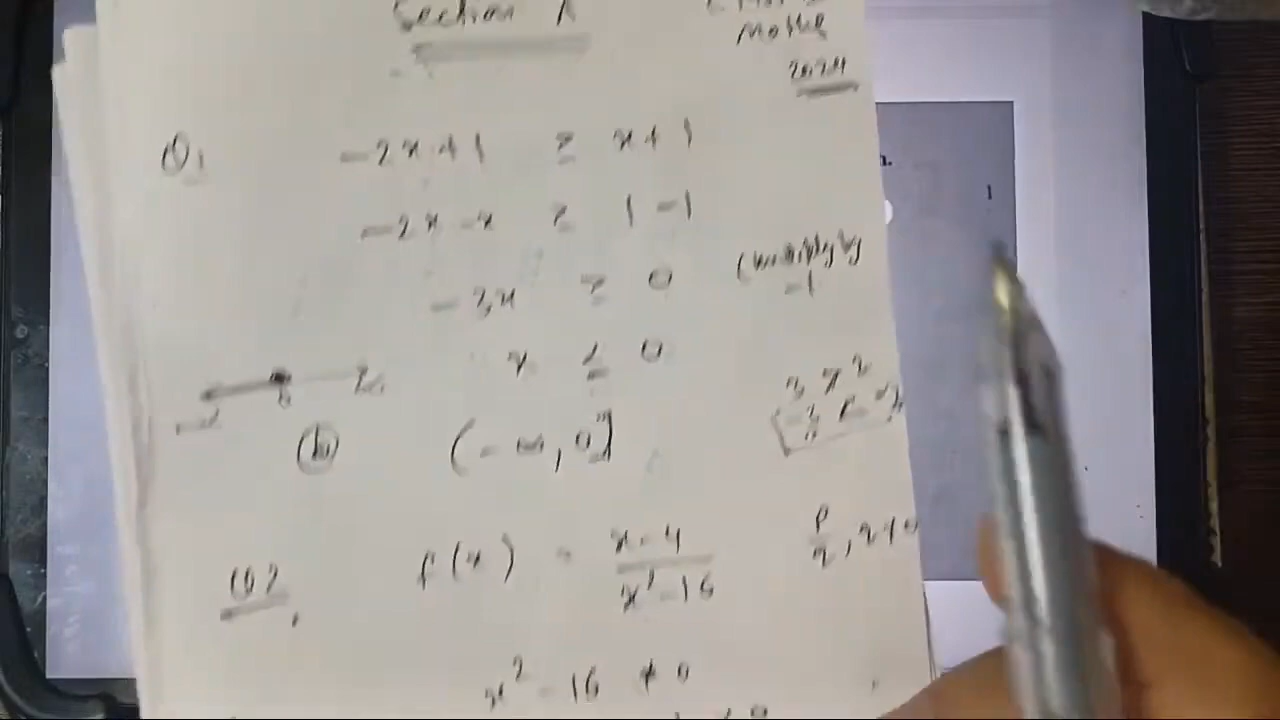 Section A
Maths
2024
Q1 -2x+1 ≥ x+1
-2x-x ≥ 1-1
-3x ≥ 0 (multiply by
-1
x ≤ 0
(b) (-∞, 0]
Q2, f(x) = x-4
x²-16
x² - 16 ≠ 0